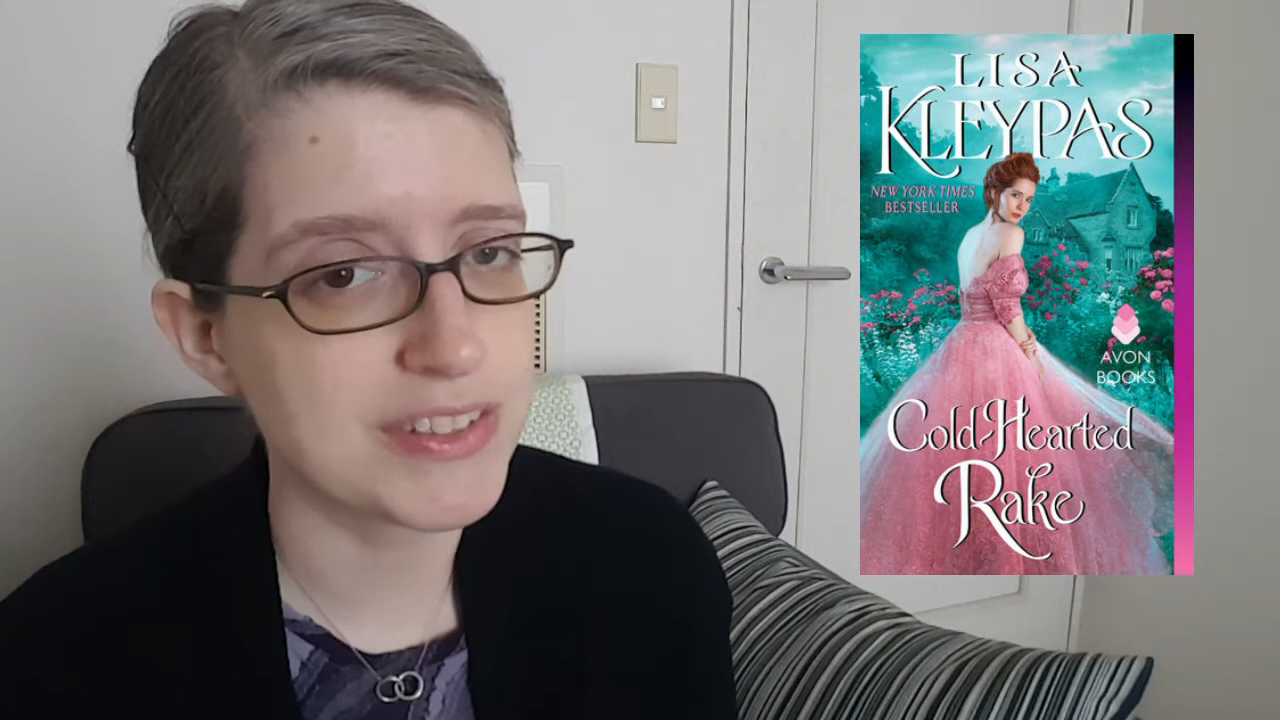 LISA
KLEYPAS
NEW YORK TIMES
BESTSELLER
AVON
BOOKS
Cold-Hearted
Rake